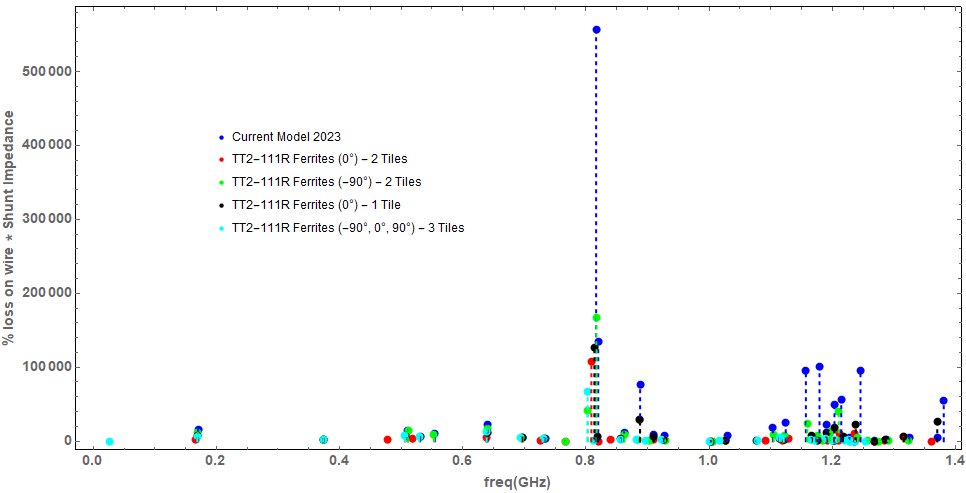 500 000
400 000
300 000
200 000
100 000
0
% loss on wire * Shunt Impedance
Current Model 2023
TT2-111R Ferrites (0°) - 2 Tiles
TT2-111R Ferrites (-90°) - 2 Tiles
TT2-111R Ferrites (0°) - 1 Tile
TT2-111R Ferrites (-90°, 0°, 90°) - 3 Tiles
0.0 0.2 0.4 0.6 0.8 1.0 1.2 1.4
freq(GHz)